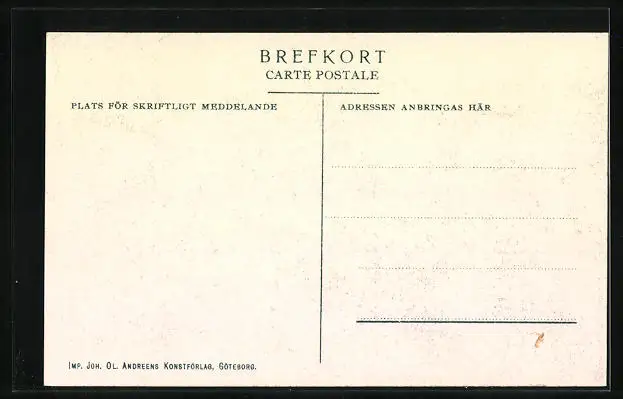 BREFKORT
CARTE POSTALE
PLATS FÖR SKRIFTLIGT MEDDELANDE
ADRESSEN ANBRINGAS HÄR
IMP. JOH. OL. ANDREENS KONSTFÖRLAG, GÖTEBORG.